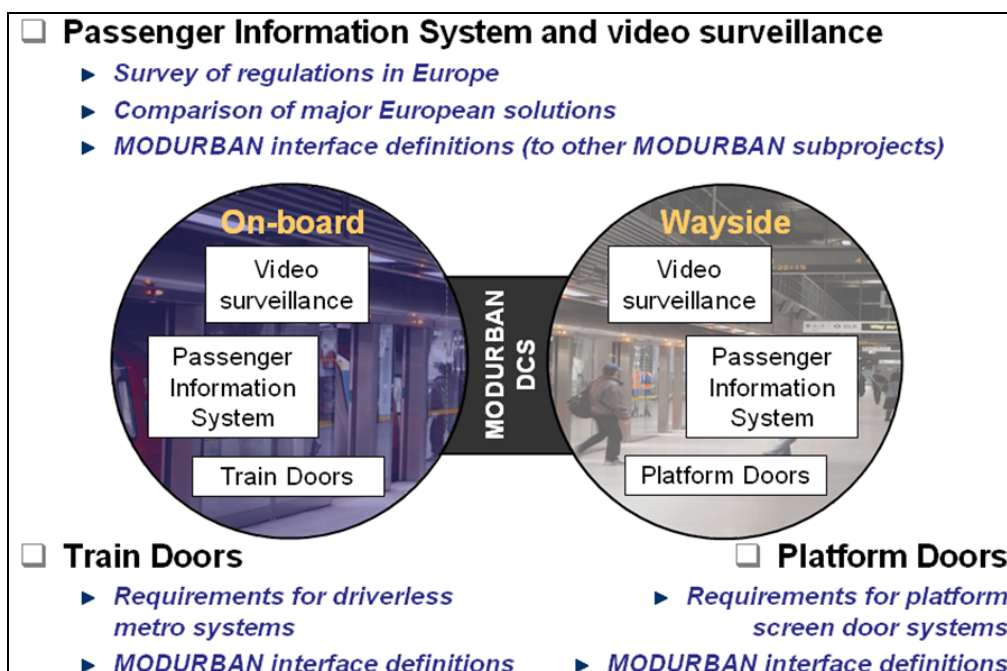 ❑ Passenger Information System and video surveillance
► Survey of regulations in Europe
► Comparison of major European solutions
► MODURBAN interface definitions (to other MODURBAN subprojects)
On-board
Video
surveillance
Passenger
Information
System
Train Doors
MODURBAN
DCS
Wayside
Video
surveillance
Passenger
Information
System
Platform Doors
❑ Train Doors
► Requirements for driverless
metro systems
► MODURBAN interface definitions
❑ Platform Doors
► Requirements for platform
screen door systems
► MODURBAN interface definitions